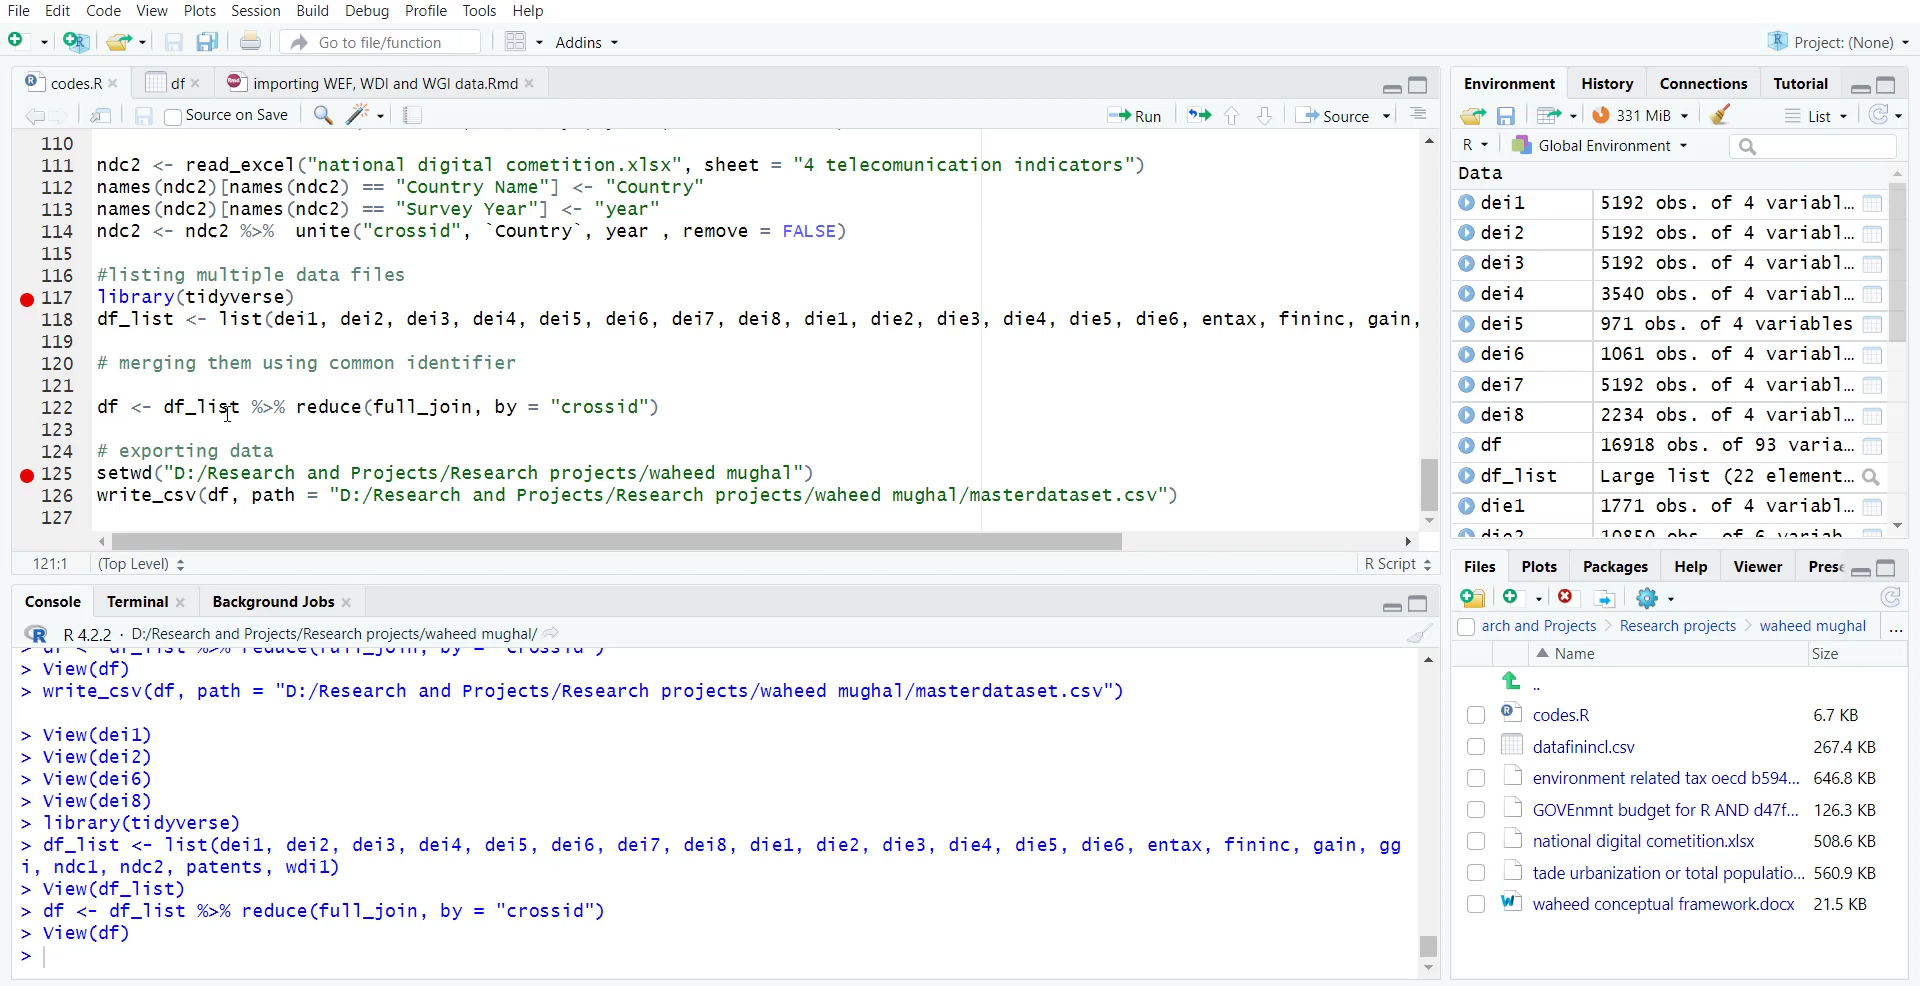 File Edit Code View Plots Session Build Debug Profile Tools Help
Go to file/function Addins Project: (None)
codes.R df importing WEF, WDI and WGI data.Rmd
Source on Save Run Source
110
111 ndc2 <- read_excel("national digital cometition.xlsx", sheet = "4 telecomunication indicators")
112 names(ndc2)[names(ndc2) == "Country Name"] <- "Country"
113 names(ndc2)[names(ndc2) == "Survey Year"] <- "year"
114 ndc2 <- ndc2 %>%  unite("crossid", `Country`, year , remove = FALSE)
115
116 #listing multiple data files
117 library(tidyverse)
118 df_list <- list(dei1, dei2, dei3, dei4, dei5, dei6, dei7, dei8, die1, die2, die3, die4, die5, die6, entax, fininc, gain,
119
120 # merging them using common identifier
121
122 df <- df_list %>% reduce(full_join, by = "crossid")
123
124 # exporting data
125 setwd("D:/Research and Projects/Research projects/waheed mughal")
126 write_csv(df, path = "D:/Research and Projects/Research projects/waheed mughal/masterdataset.csv")
127
121:1 (Top Level) R Script
Console Terminal Background Jobs
R 4.2.2 · D:/Research and Projects/Research projects/waheed mughal/
> df <- df_list %>% reduce(full_join, by = "crossid")
> View(df)
> write_csv(df, path = "D:/Research and Projects/Research projects/waheed mughal/masterdataset.csv")
> View(dei1)
> View(dei2)
> View(dei6)
> View(dei8)
> library(tidyverse)
> df_list <- list(dei1, dei2, dei3, dei4, dei5, dei6, dei7, dei8, die1, die2, die3, die4, die5, die6, entax, fininc, gain, gg
i, ndc1, ndc2, patents, wdi1)
> View(df_list)
> df <- df_list %>% reduce(full_join, by = "crossid")
> View(df)
>
Environment History Connections Tutorial
331 MiB List
R Global Environment
Data
dei1 5192 obs. of 4 variabl…
dei2 5192 obs. of 4 variabl…
dei3 5192 obs. of 4 variabl…
dei4 3540 obs. of 4 variabl…
dei5 971 obs. of 4 variables
dei6 1061 obs. of 4 variabl…
dei7 5192 obs. of 4 variabl…
dei8 2234 obs. of 4 variabl…
df 16918 obs. of 93 varia…
df_list Large list (22 element…
die1 1771 obs. of 4 variabl…
die2 10850 obs. of 6 variab…
Files Plots Packages Help Viewer Prese
arch and Projects > Research projects > waheed mughal ...
Name Size
..
codes.R 6.7 KB
datafinincl.csv 267.4 KB
environment related tax oecd b594... 646.8 KB
GOVEnmnt budget for R AND d47f... 126.3 KB
national digital cometition.xlsx 508.6 KB
tade urbanization or total populatio... 560.9 KB
waheed conceptual framework.docx 21.5 KB